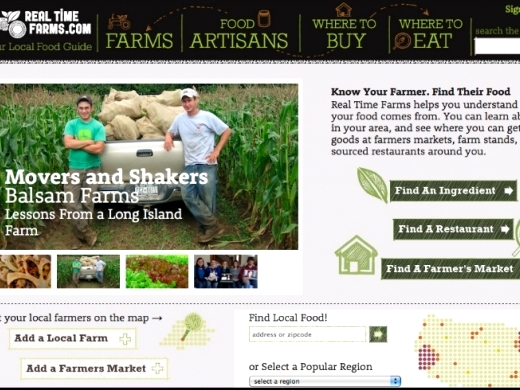 REAL TIME
FARMS.COM
Local Food Guide
FARMS
FOOD
ARTISANS
WHERE TO
BUY
WHERE TO
EAT
Sign
search the
Movers and Shakers
Balsam Farms
Lessons From a Long Island
Farm
Know Your Farmer. Find Their Food
Real Time Farms helps you understand
your food comes from. You can learn ab
in your area, and see where you can get
goods at farmers markets, farm stands,
sourced restaurants around you.
Find An Ingredient
Find A Restaurant
Find A Farmer's Market
your local farmers on the map →
Add a Local Farm
Add a Farmers Market
Find Local Food!
address or zipcode
or Select a Popular Region
select a region